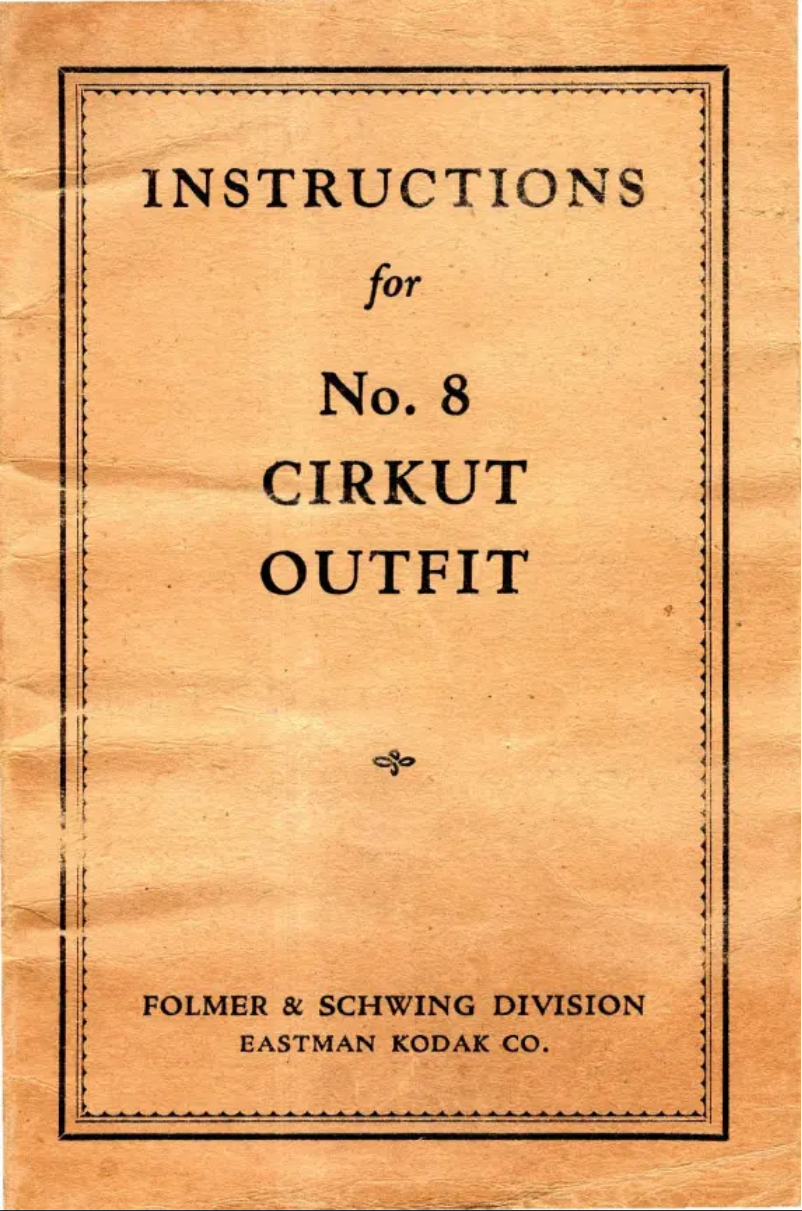 INSTRUCTIONS
for
No. 8
CIRKUT
OUTFIT
FOLMER & SCHWING DIVISION
EASTMAN KODAK CO.